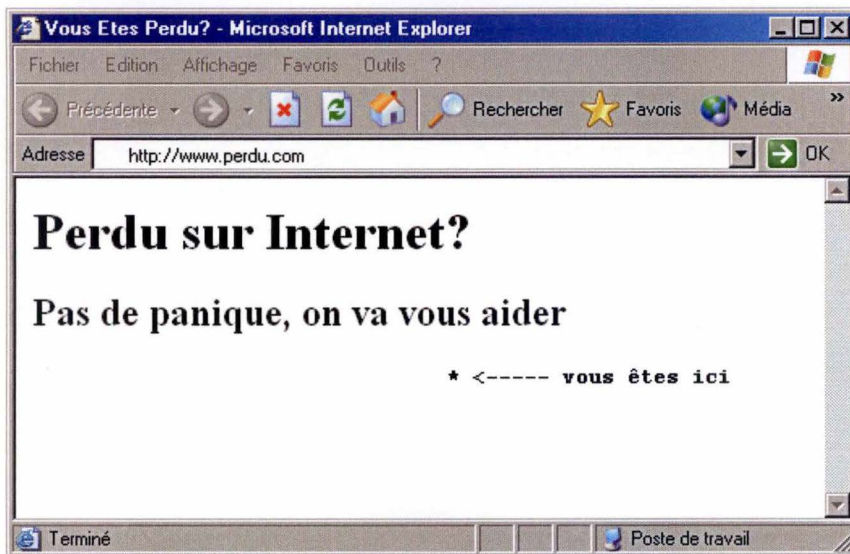 Vous Etes Perdu? - Microsoft Internet Explorer
Fichier Edition Affichage Favoris Outils ?
Précédente Rechercher Favoris Média »
Adresse http://www.perdu.com OK
Perdu sur Internet?
Pas de panique, on va vous aider
* <----- vous êtes ici
Terminé Poste de travail